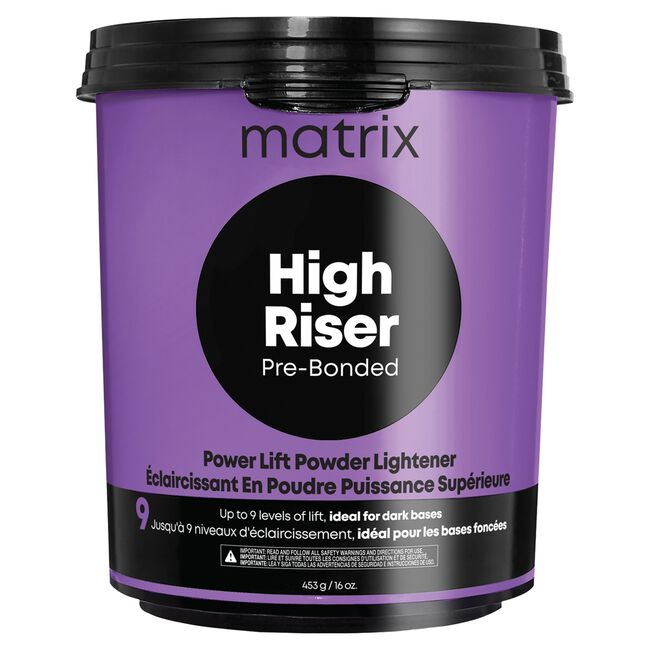 matrix
High
Riser
Pre-Bonded
Power Lift Powder Lightener
Éclaircissant En Poudre Puissance Supérieure
9
Up to 9 levels of lift, ideal for dark bases
Jusqu'à 9 niveaux d'éclaircissement, idéal pour les bases foncées
IMPORTANT: READ AND FOLLOW ALL SAFETY WARNINGS AND DIRECTIONS FOR USE.
IMPORTANT: LIRE ET SUIVRE TOUTES LES CONSIGNES D'UTILISATION ET DE SÉCURITÉ.
IMPORTANTE: LEA Y SIGA TODAS LAS ADVERTENCIAS DE SEGURIDAD E INSTRUCCIONES DE USO.
453 g / 16 oz.